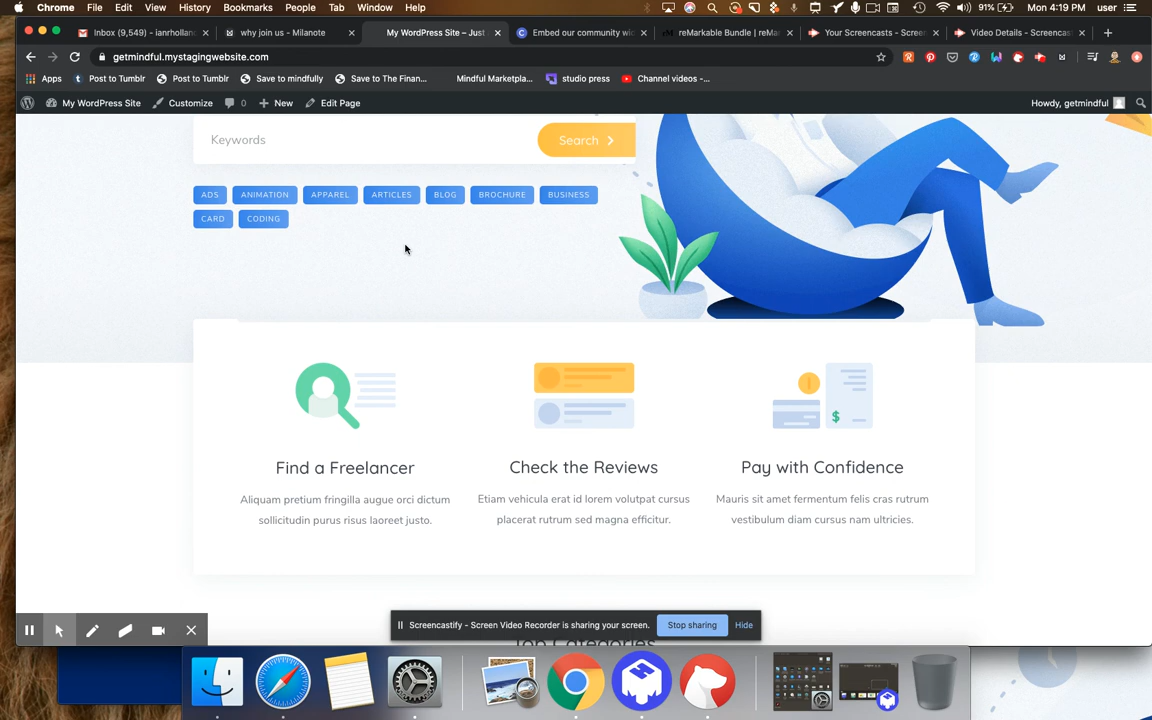 Chrome File Edit View History Bookmarks People Tab Window Help 91% Mon 4:19 PM user
Inbox (9,549) - ianrhollan why join us - Milanote My WordPress Site – Just Embed our community wi reMarkable Bundle | reMar Your Screencasts - Screen Video Details - Screencast
getmindful.mystagingwebsite.com
Apps Post to Tumblr Post to Tumblr Save to mindfully Save to The Finan... Mindful Marketpla... studio press Channel videos -...
My WordPress Site Customize 0 New Edit Page Howdy, getmindful
Keywords Search
ADS ANIMATION APPAREL ARTICLES BLOG BROCHURE BUSINESS
CARD CODING
Find a Freelancer
Aliquam pretium fringilla augue orci dictum
sollicitudin purus risus laoreet justo.
Check the Reviews
Etiam vehicula erat id lorem volutpat cursus
placerat rutrum sed magna efficitur.
Pay with Confidence
Mauris sit amet fermentum felis cras rutrum
vestibulum diam cursus nam ultricies.
Screencastify - Screen Video Recorder is sharing your screen. Stop sharing Hide
Top Categories